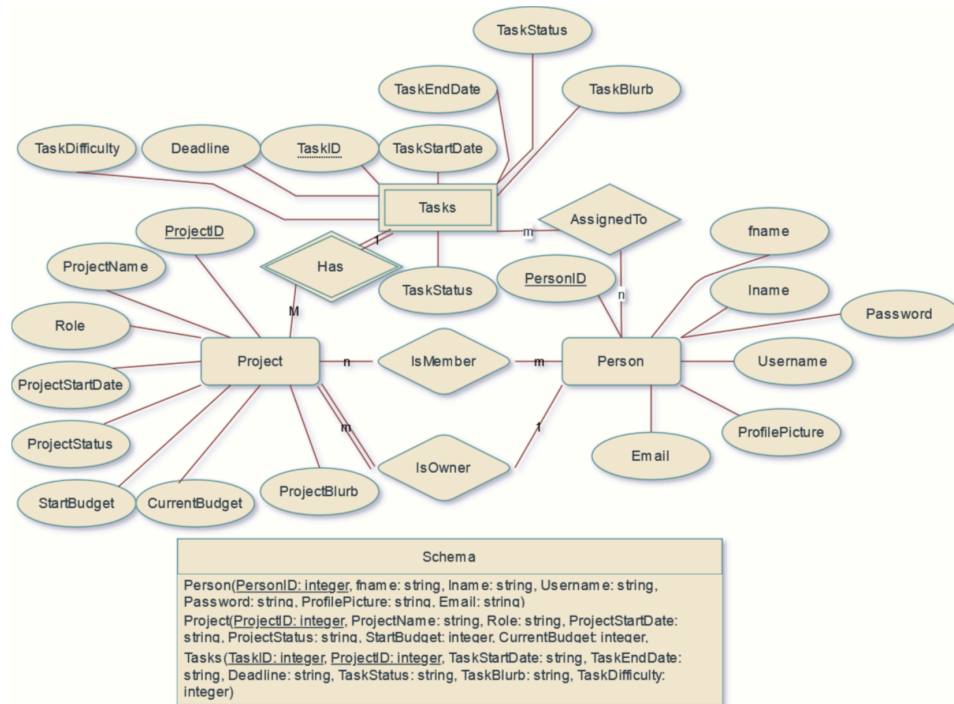 TaskStatus
TaskEndDate
TaskBlurb
TaskDifficulty
Deadline
TaskID
TaskStartDate
Tasks
AssignedTo
m
fname
ProjectID
1
ProjectName
Has
TaskStatus
PersonID
lname
n
Role
M
Password
Project
n
IsMember
m
Person
Username
ProjectStartDate
ProjectStatus
m
1
ProfilePicture
IsOwner
Email
StartBudget
CurrentBudget
ProjectBlurb
Schema
Person(PersonID: integer, fname: string, lname: string, Username: string,
Password: string, ProfilePicture: string, Email: string)
Project(ProjectID: integer, ProjectName: string, Role: string, ProjectStartDate:
string, ProjectStatus: string, StartBudget: integer, CurrentBudget: integer,
Tasks(TaskID: integer, ProjectID: integer, TaskStartDate: string, TaskEndDate:
string, Deadline: string, TaskStatus: string, TaskBlurb: string, TaskDifficulty:
integer)